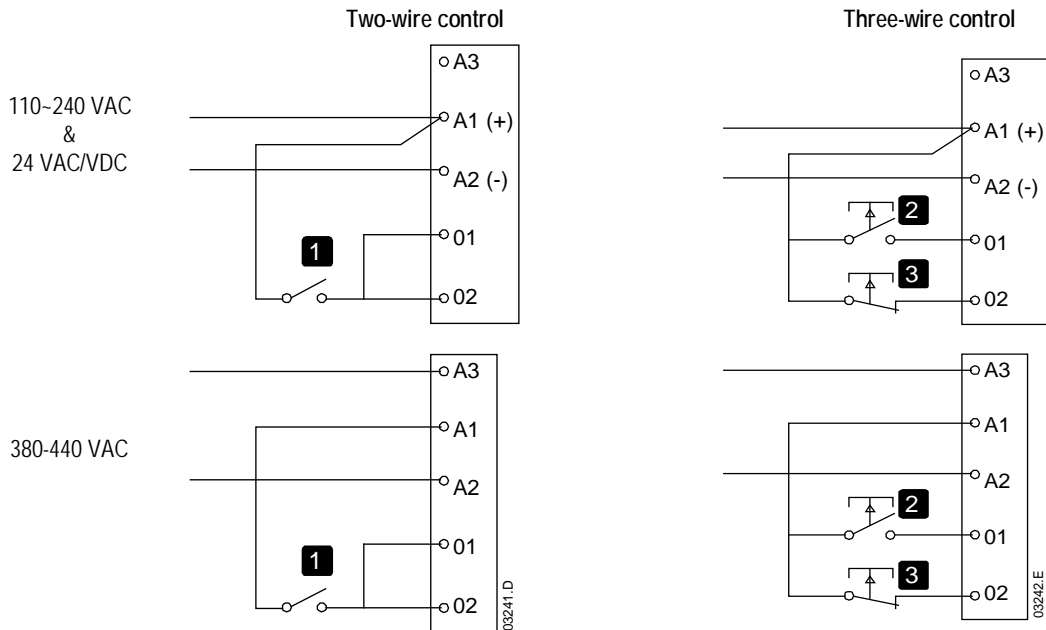 Two-wire control
110~240 VAC
&
24 VAC/VDC
A3
A1 (+)
A2 (-)
01
1
02
380-440 VAC
A3
A1
A2
01
1
02
03241.D
Three-wire control
A3
A1 (+)
A2 (-)
2
01
3
02
A3
A1
A2
2
01
3
02
03242.E